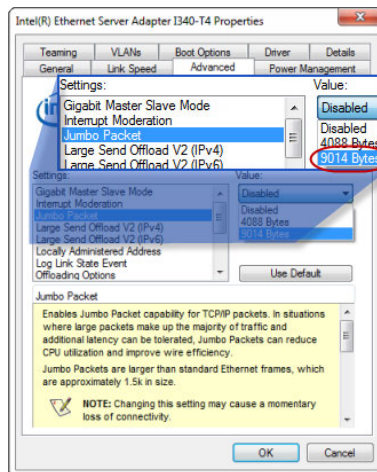 Intel(R) Ethernet Server Adapter I340-T4 Properties
Teaming VLANs Boot Options Driver Details
General Link Speed Advanced Power Management
Settings: Value:
Gigabit Master Slave Mode Disabled
Interrupt Moderation Disabled
Jumbo Packet 4088 Bytes
Large Send Offload V2 (IPv4) 9014 Bytes
Large Send Offload V2 (IPv6)
Settings: Value:
Gigabit Master Slave Mode Disabled
Interrupt Moderation Disabled
Jumbo Packet 4088 Bytes
Large Send Offload V2 (IPv4) 9014 Bytes
Large Send Offload V2 (IPv6)
Locally Administered Address
Log Link State Event
Offloading Options Use Default
Jumbo Packet
Enables Jumbo Packet capability for TCP/IP packets. In situations
where large packets make up the majority of traffic and
additional latency can be tolerated, Jumbo Packets can reduce
CPU utilization and improve wire efficiency.
Jumbo Packets are larger than standard Ethernet frames, which
are approximately 1.5k in size.
NOTE: Changing this setting may cause a momentary
loss of connectivity.
OK Cancel